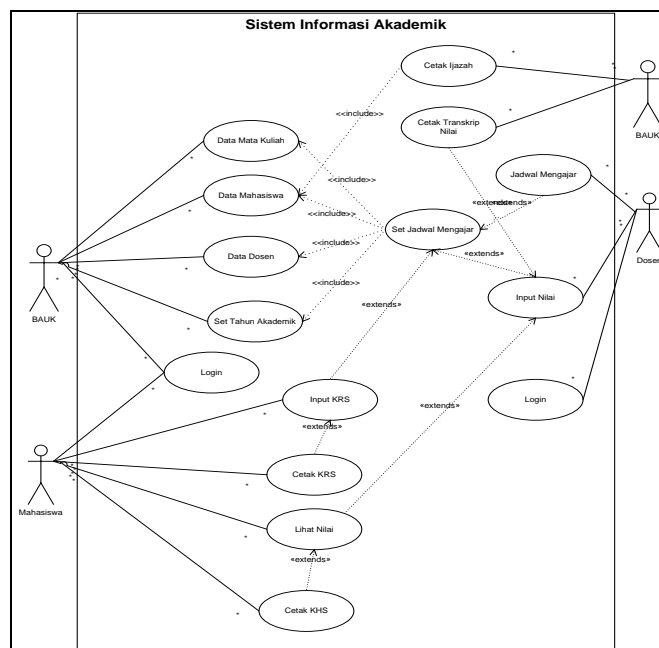 Sistem Informasi Akademik
Cetak Ijazah
BAUK
Cetak Transkrip
Nilai
<<include>>
Data Mata Kuliah
<<include>>
Jadwal Mengajar
Data Mahasiswa
«extends»
«extends»
<<include>>
Set Jadwal Mengajar
Dosen
Data Dosen
<<include>>
«extends»
<<include>>
Input Nilai
BAUK
Set Tahun Akademik
«extends»
Login
Input KRS
Login
«extends»
«extends»
Cetak KRS
Mahasiswa
Lihat Nilai
«extends»
Cetak KHS